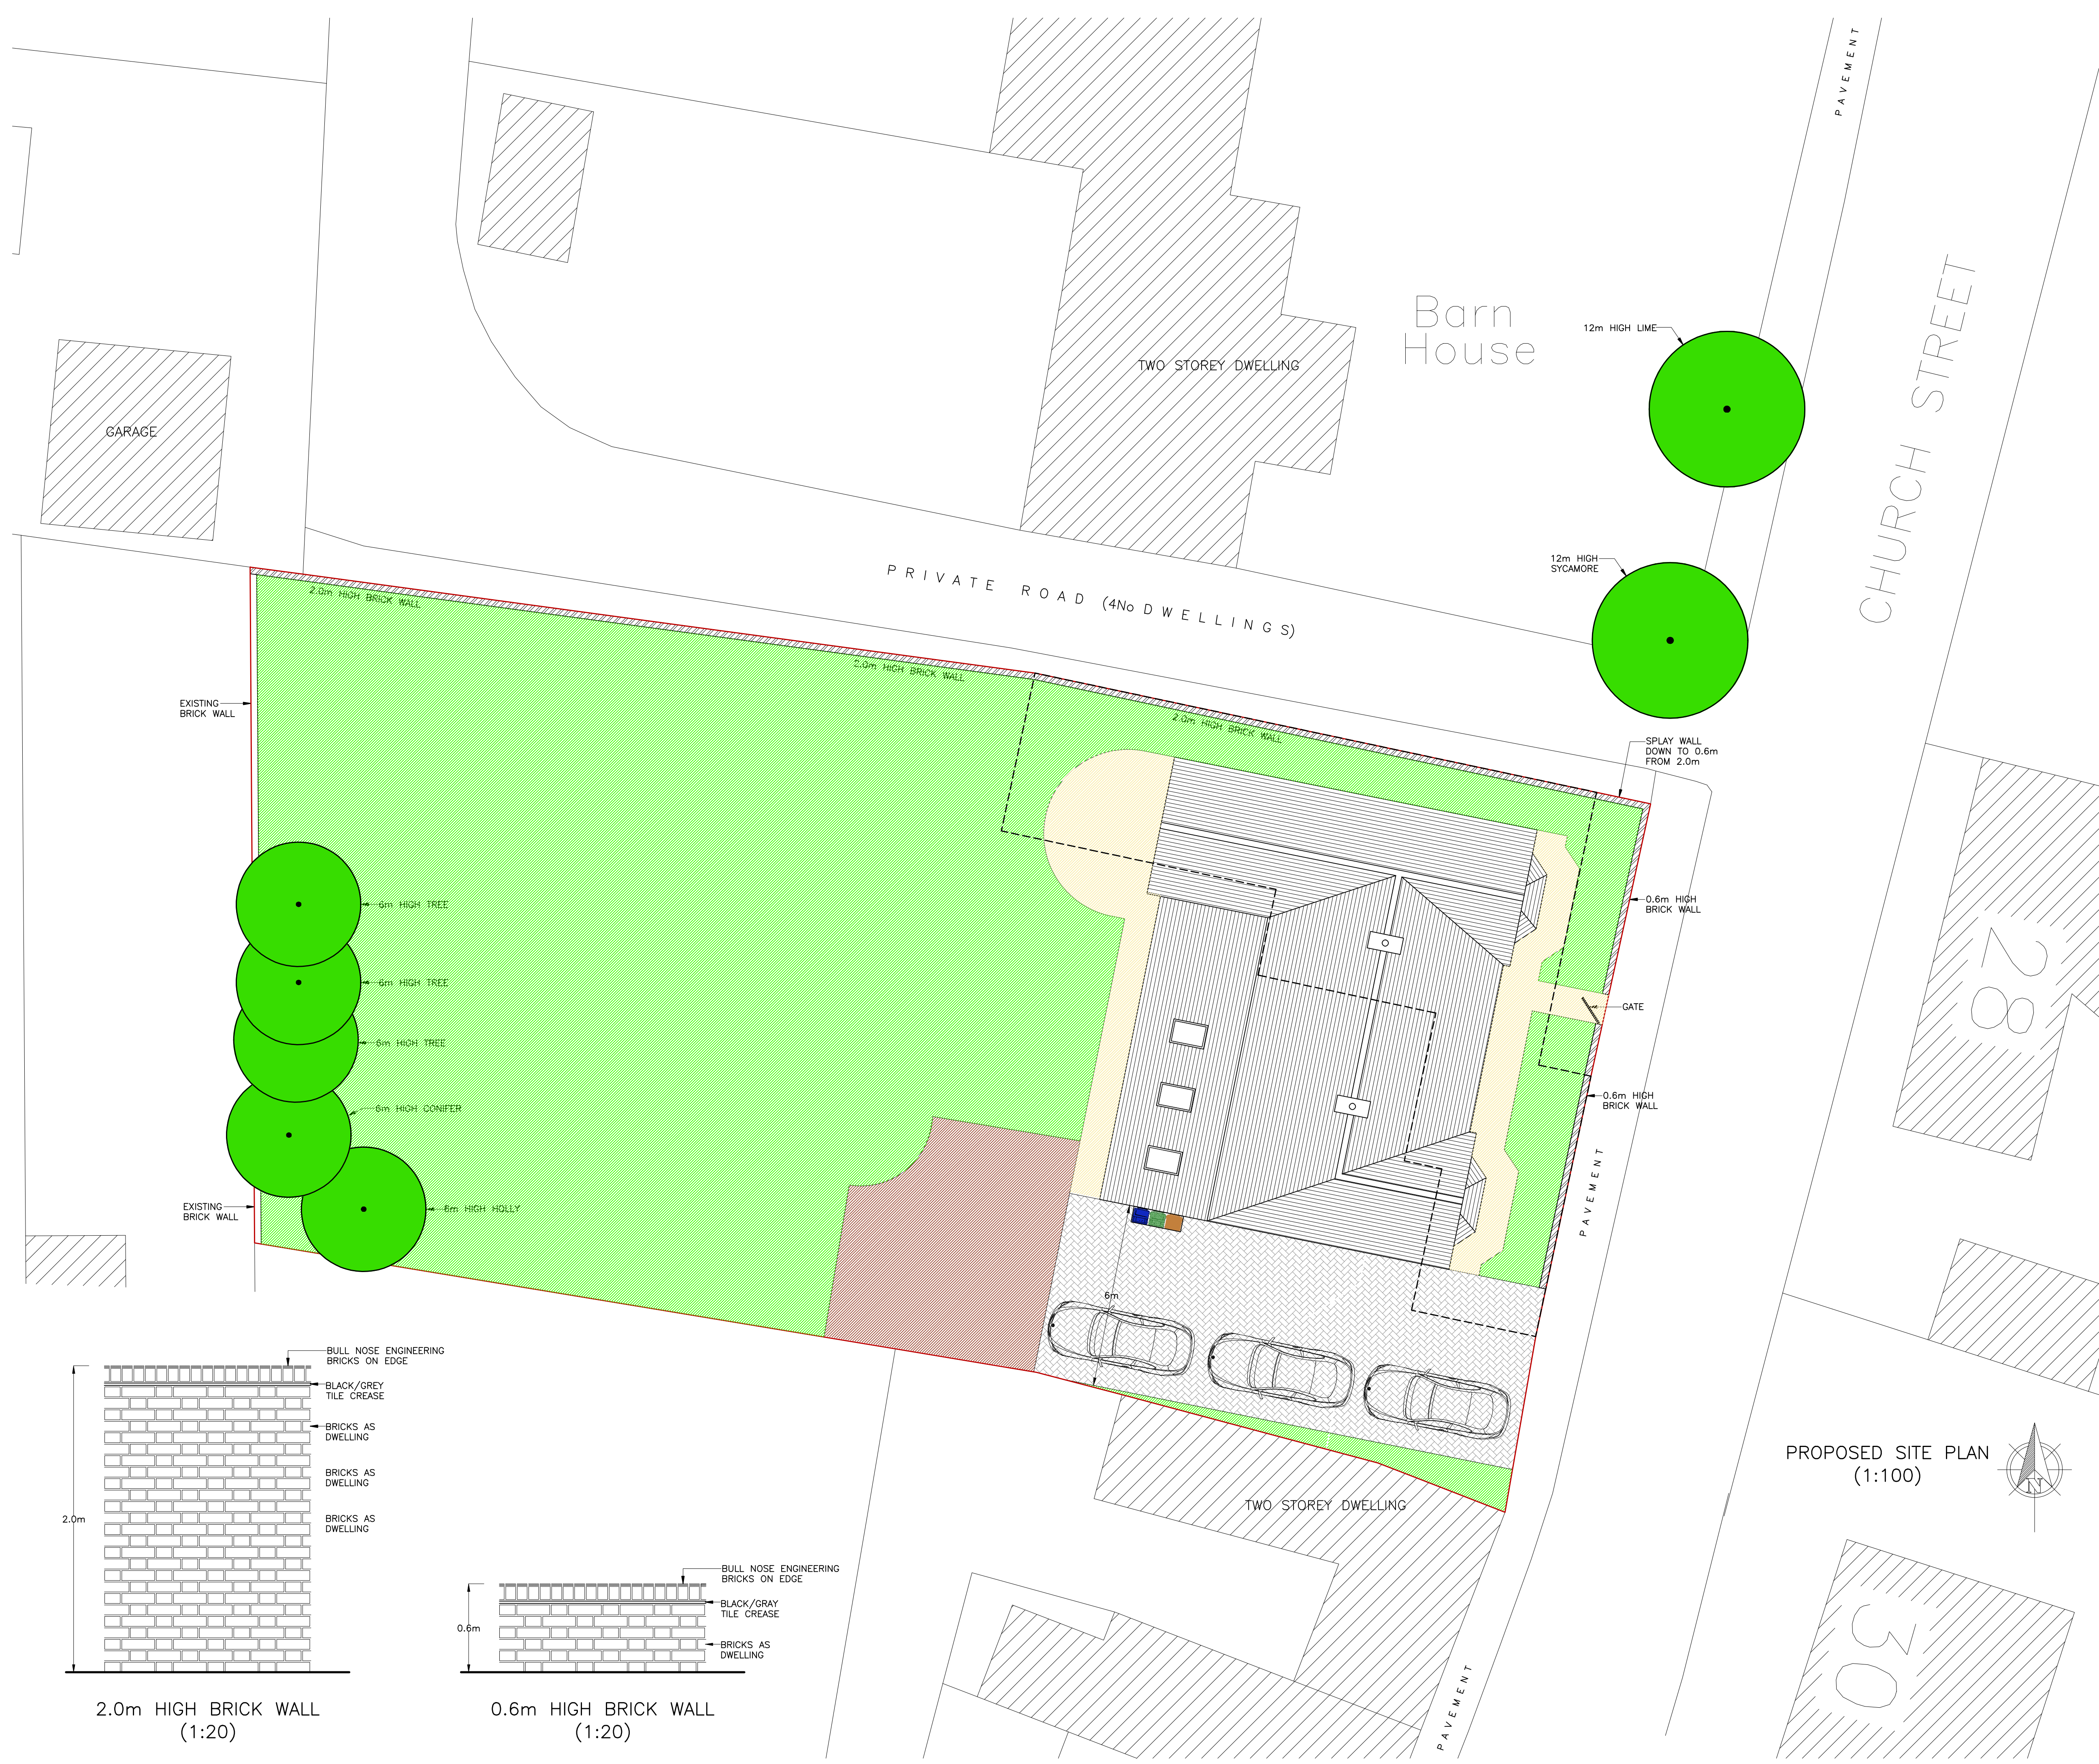 PAVEMENT
Barn
House
12m HIGH LIME
TWO STOREY DWELLING
CHURCH STREET
GARAGE
12m HIGH
SYCAMORE
PRIVATE ROAD (4No DWELLINGS)
2.0m HIGH BRICK WALL
2.0m HIGH BRICK WALL
2.0m HIGH BRICK WALL
EXISTING
BRICK WALL
SPLAY WALL
DOWN TO 0.6m
FROM 2.0m
0.6m HIGH
BRICK WALL
28
6m HIGH TREE
6m HIGH TREE
6m HIGH TREE
GATE
6m HIGH CONIFER
0.6m HIGH
BRICK WALL
PAVEMENT
EXISTING
BRICK WALL
6m HIGH HOLLY
6m
BULL NOSE ENGINEERING
BRICKS ON EDGE
BLACK/GREY
TILE CREASE
BRICKS AS
DWELLING
BRICKS AS
DWELLING
BRICKS AS
DWELLING
2.0m
2.0m HIGH BRICK WALL
(1:20)
BULL NOSE ENGINEERING
BRICKS ON EDGE
BLACK/GRAY
TILE CREASE
BRICKS AS
DWELLING
0.6m
0.6m HIGH BRICK WALL
(1:20)
TWO STOREY DWELLING
PROPOSED SITE PLAN
(1:100)
N
30
PAVEMENT